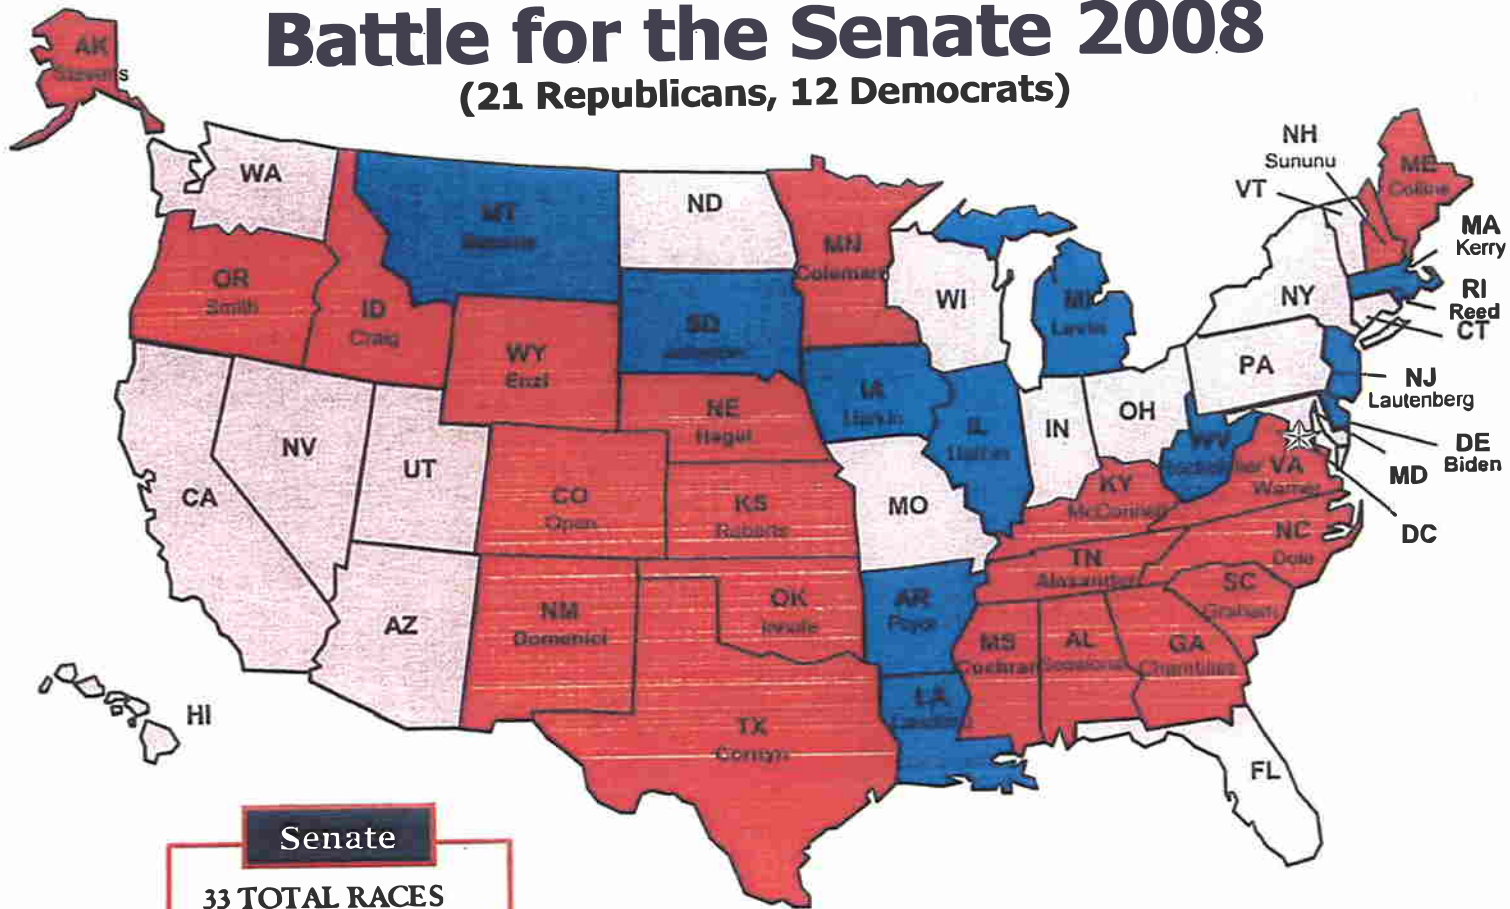 Battle for the Senate 2008
(21 Republicans, 12 Democrats)
AK
Stevens
WA
OR
Smith
ID
Craig
MT
ND
SD
MN
Coleman
WI
MI
Levin
WY
Enzi
NE
Hagel
IA
Harkin
IL
IN
OH
PA
NY
NH
Sununu
VT
ME
Collins
MA
Kerry
RI
Reed
CT
NJ
Lautenberg
DE
Biden
MD
DC
WV
VA
Warner
KY
McConnell
CA
NV
UT
CO
Open
KS
Roberts
MO
TN
Alexander
NC
Dole
SC
Graham
AZ
NM
Domenici
OK
Inhofe
AR
Pryor
MS
Cochran
AL
Sessions
GA
Chambliss
LA
TX
Cornyn
FL
HI
Senate
33 TOTAL RACES